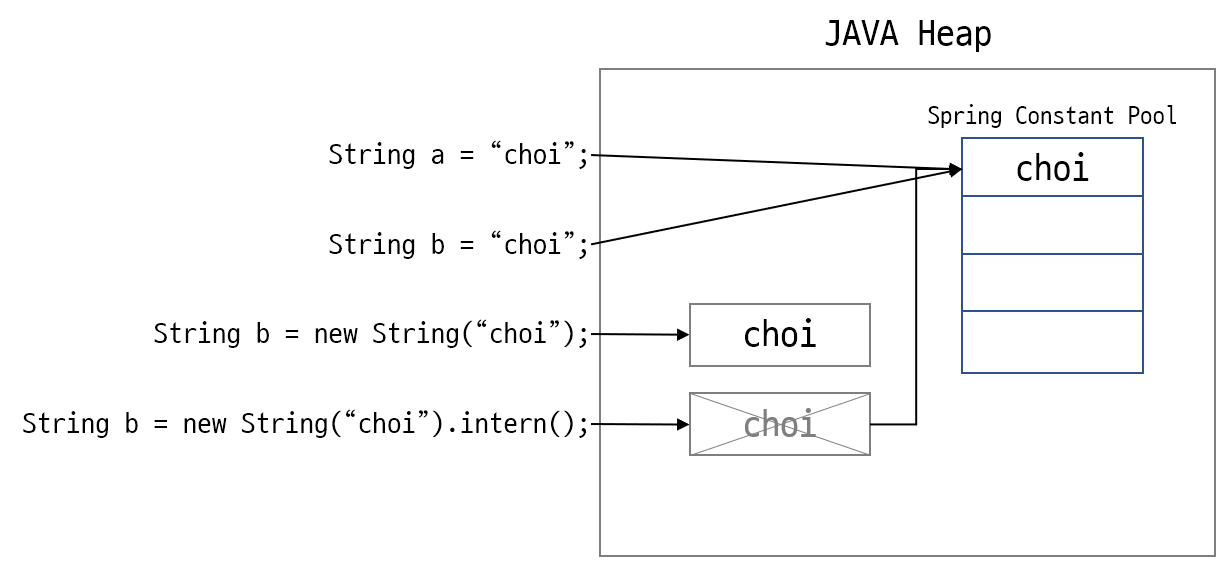 JAVA Heap
Spring Constant Pool
String a = “choi”;
choi
String b = “choi”;
String b = new String(“choi”);
choi
String b = new String(“choi”).intern();
choi